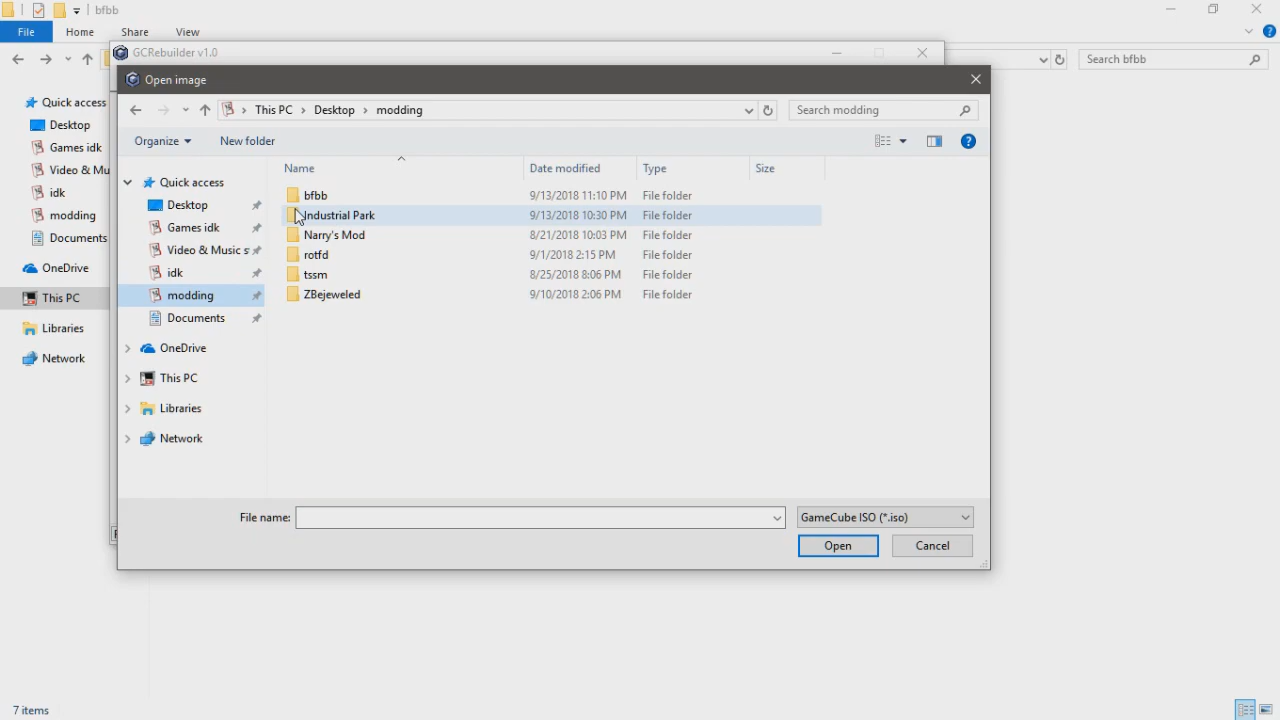 bfbb
File Home Share View
Search bfbb
GCRebuilder v1.0
Open image
This PC Desktop modding
Search modding
Organize New folder
Quick access
Desktop
Games idk
Video & Mu
idk
modding
Documents
OneDrive
This PC
Libraries
Network
Quick access
Desktop
Games idk
Video & Music s
idk
modding
Documents
OneDrive
This PC
Libraries
Network
Name Date modified Type Size
bfbb 9/13/2018 11:10 PM File folder
Industrial Park 9/13/2018 10:30 PM File folder
Narry's Mod 8/21/2018 10:03 PM File folder
rotfd 9/1/2018 2:15 PM File folder
tssm 8/25/2018 8:06 PM File folder
ZBejeweled 9/10/2018 2:06 PM File folder
File name: GameCube ISO (*.iso)
Open Cancel
7 items